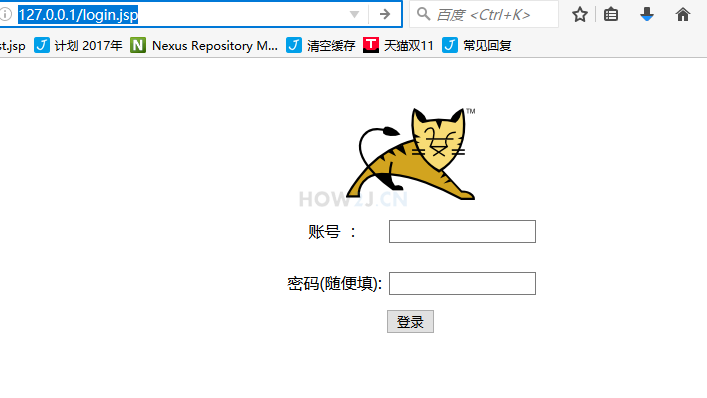 127.0.0.1/login.jsp
百度 <Ctrl+K>
st.jsp 计划 2017年 Nexus Repository M... 清空缓存 天猫双11 常见回复
TM
HOW2J.CN
账号 :
密码(随便填):
登录